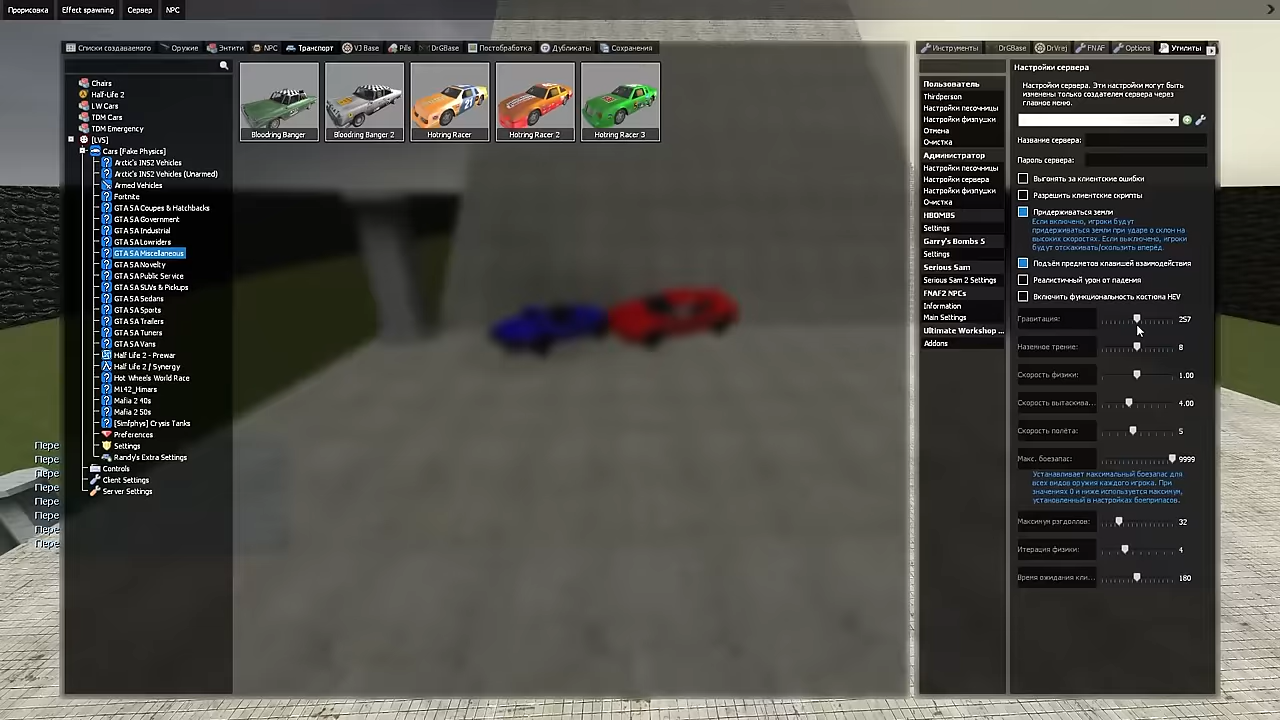 Прорисовка Effect spawning Сервер NPC
Списки создаваемого Оружие Энтити NPC Транспорт VJ Base Pills DrGBase Постобработка Дубликаты Сохранения
Chairs
Half-Life 2
LW Cars
TDM Cars
TDM Emergency
[LVS]
Cars [Fake Physics]
Arctic's INS2 Vehicles
Arctic's INS2 Vehicles (Unarmed)
Armed Vehicles
Fortnite
GTA SA Coupes & Hatchbacks
GTA SA Government
GTA SA Industrial
GTA SA Lowriders
GTA SA Miscellaneous
GTA SA Novelty
GTA SA Public Service
GTA SA SUVs & Pickups
GTA SA Sedans
GTA SA Sports
GTA SA Trailers
GTA SA Tuners
GTA SA Vans
Half Life 2 - Prewar
Half Life 2 / Synergy
Hot Wheels World Race
M142_Himars
Mafia 2 40s
Mafia 2 50s
[Simfphys] Crysis Tanks
Preferences
Settings
Randy's Extra Settings
Controls
Client Settings
Server Settings
Пере
Пере
Пере
Пере
Пере
Пере
Пере
Пере
Bloodring Banger
Bloodring Banger 2
Hotring Racer
Hotring Racer 2
Hotring Racer 3
Инструменты DrGBase DrVrej FNAF Options Утилиты
Пользователь
Thirdperson
Настройки песочницы
Настройки физпушки
Отмена
Очистка
Администратор
Настройки песочницы
Настройки сервера
Настройки физпушки
Очистка
HBOMBS
Settings
Garry's Bombs 5
Settings
Serious Sam
Serious Sam 2 Settings
FNAF2 NPCs
Information
Main Settings
Ultimate Workshop ...
Addons
Настройки сервера
Настройки сервера. Эти настройки могут быть
изменены только создателем сервера через
главное меню.
Название сервера:
Пароль сервера:
Выгонять за клиентские ошибки
Разрешить клиентские скрипты
Придерживаться земли
Если включено, игроки будут
придерживаться земли при ударе о склон на
высоких скоростях. Если выключено, игроки
будут отскакивать/скользить вперёд.
Подъём предметов клавишей взаимодействия
Реалистичный урон от падения
Включить функциональность костюма HEV
Гравитация: 257
Наземное трение: 8
Скорость физики: 1.00
Скорость вытаскива... 4.00
Скорость полёта: 5
Макс. боезапас: 9999
Устанавливает максимальный боезапас для
всех видов оружия каждого игрока. При
значениях 0 и ниже используется максимум,
установленный в настройках боеприпасов.
Максимум рэгдоллов: 32
Итерация физики: 4
Время ожидания кли... 180